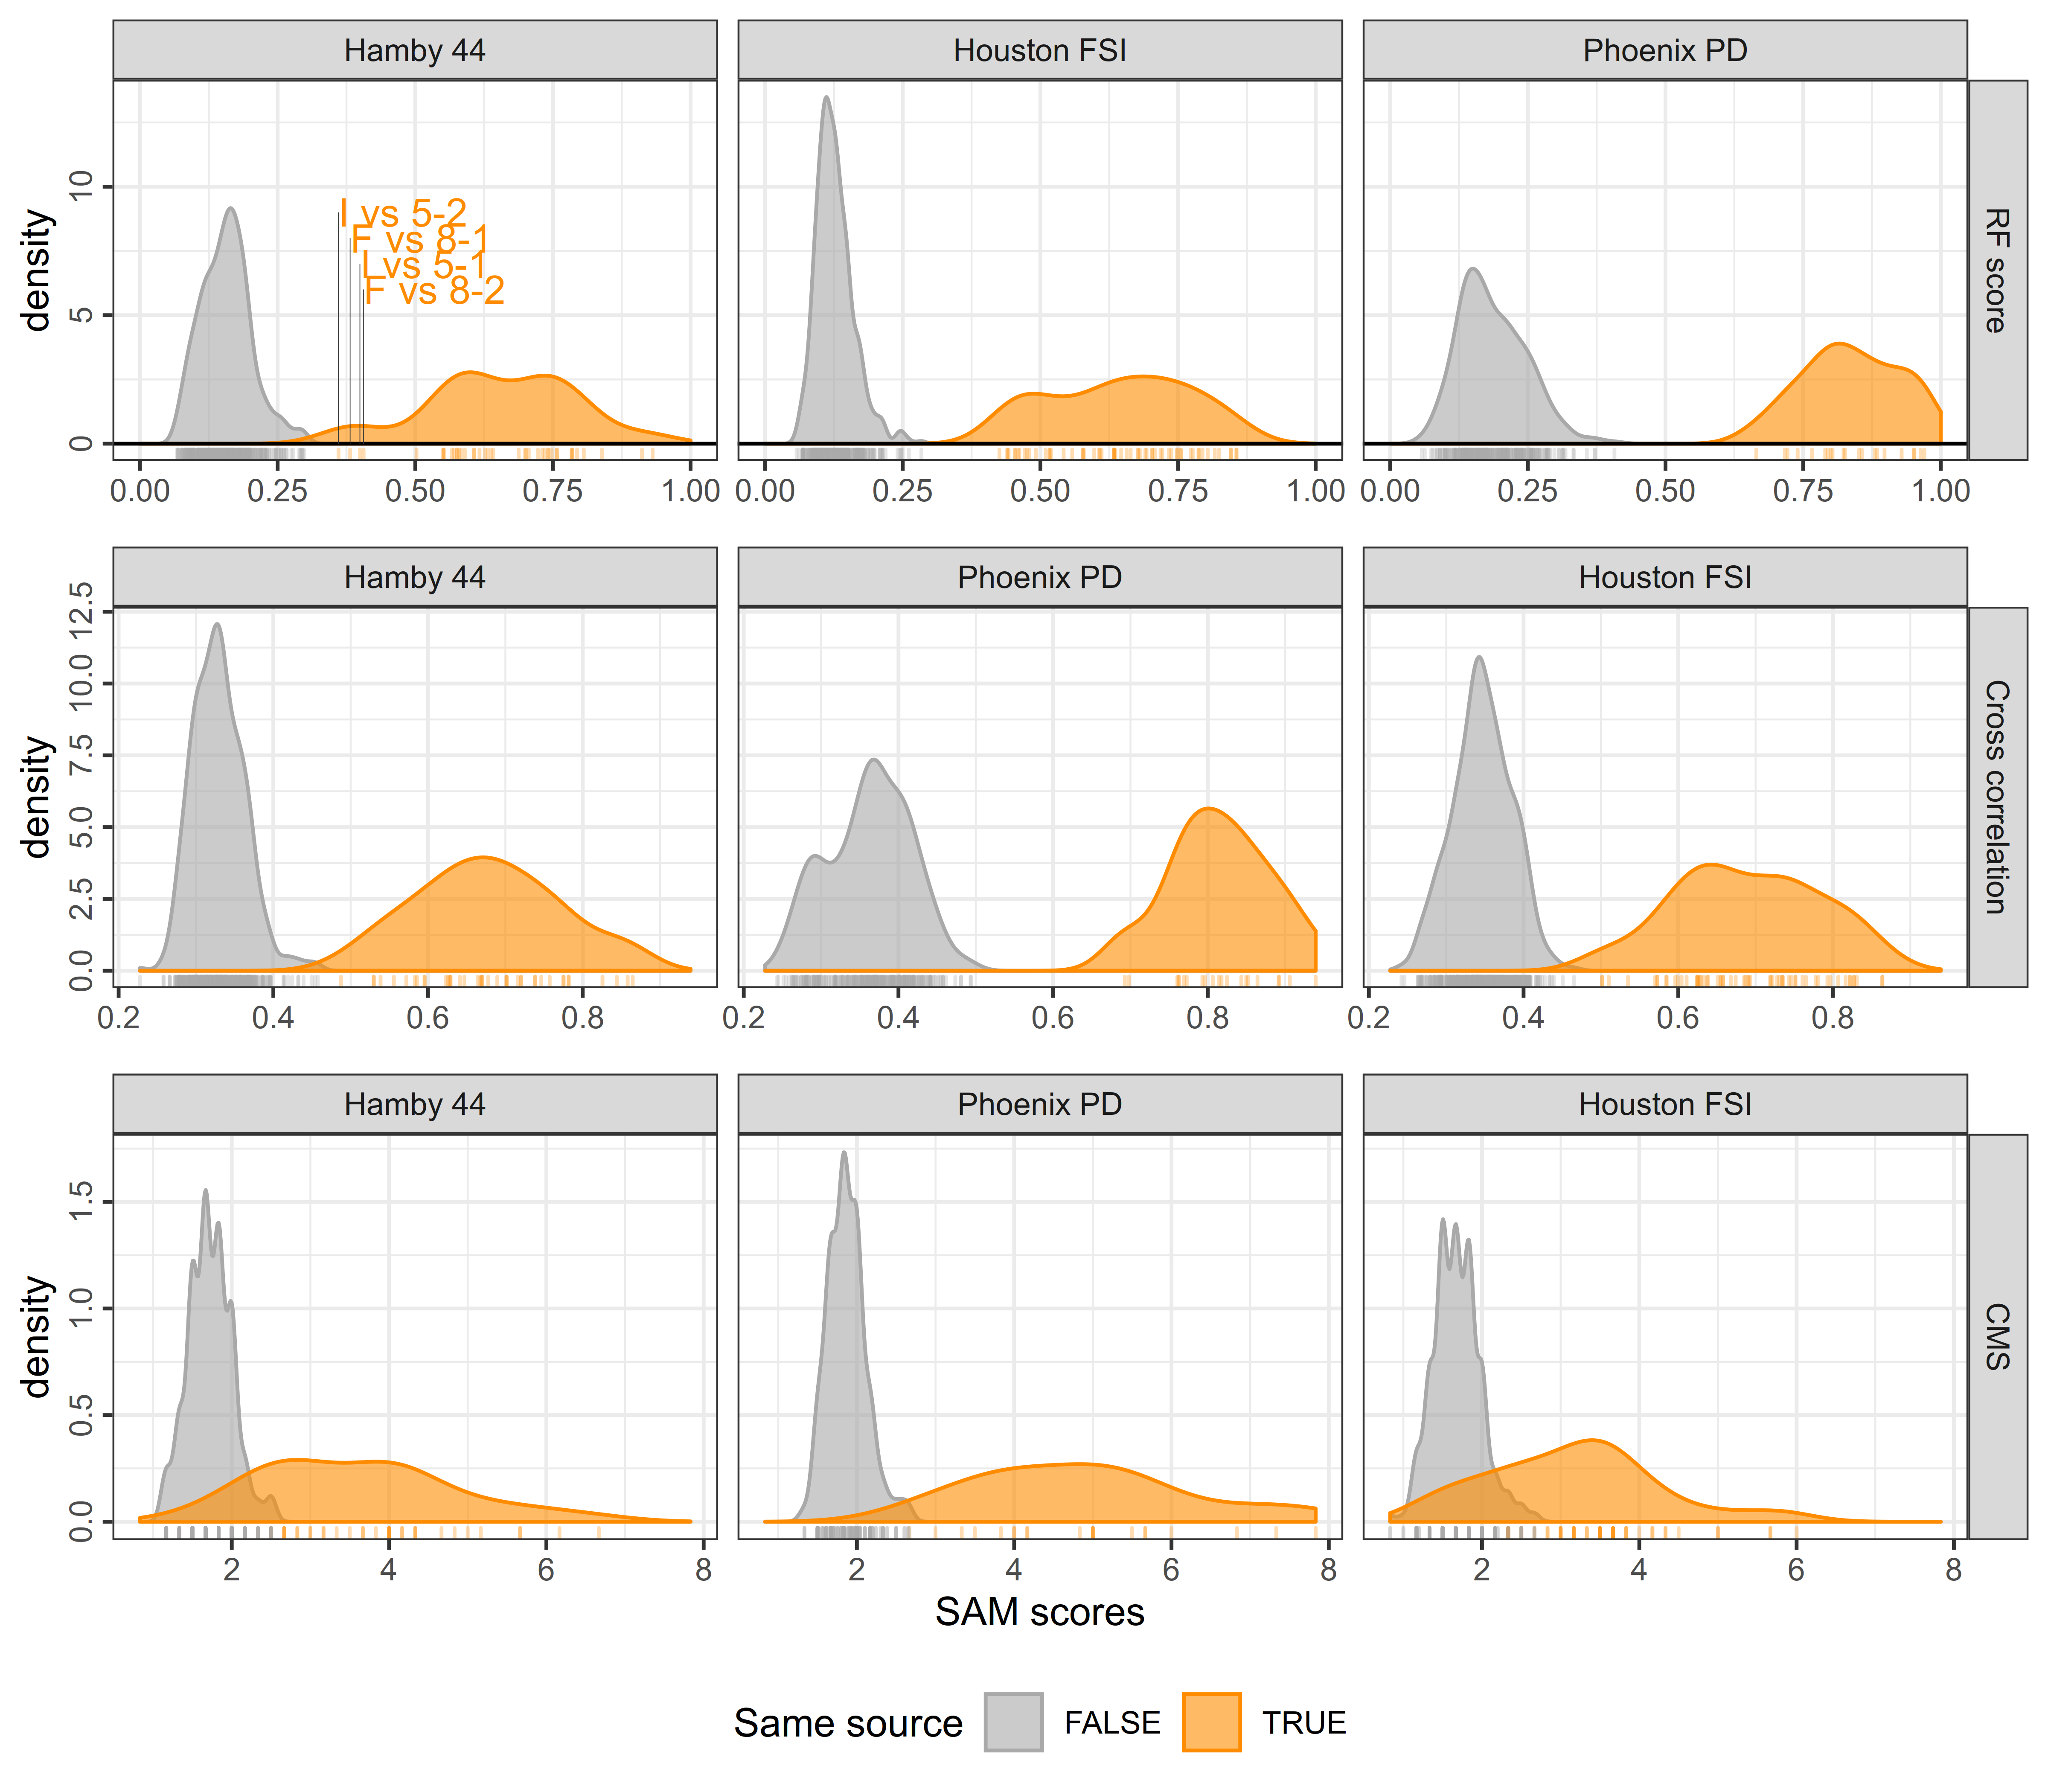 Hamby 44 Houston FSI Phoenix PD
density
0 5 10
I vs 5-2
F vs 8-1
L vs 5-1
F vs 8-2
RF score
0.00 0.25 0.50 0.75 1.00 0.00 0.25 0.50 0.75 1.00 0.00 0.25 0.50 0.75 1.00
Hamby 44 Phoenix PD Houston FSI
density
0.0 2.5 5.0 7.5 10.0 12.5
Cross correlation
0.2 0.4 0.6 0.8 0.2 0.4 0.6 0.8 0.2 0.4 0.6 0.8
Hamby 44 Phoenix PD Houston FSI
density
0.0 0.5 1.0 1.5
CMS
2 4 6 8 2 4 6 8 2 4 6 8
SAM scores
Same source FALSE TRUE